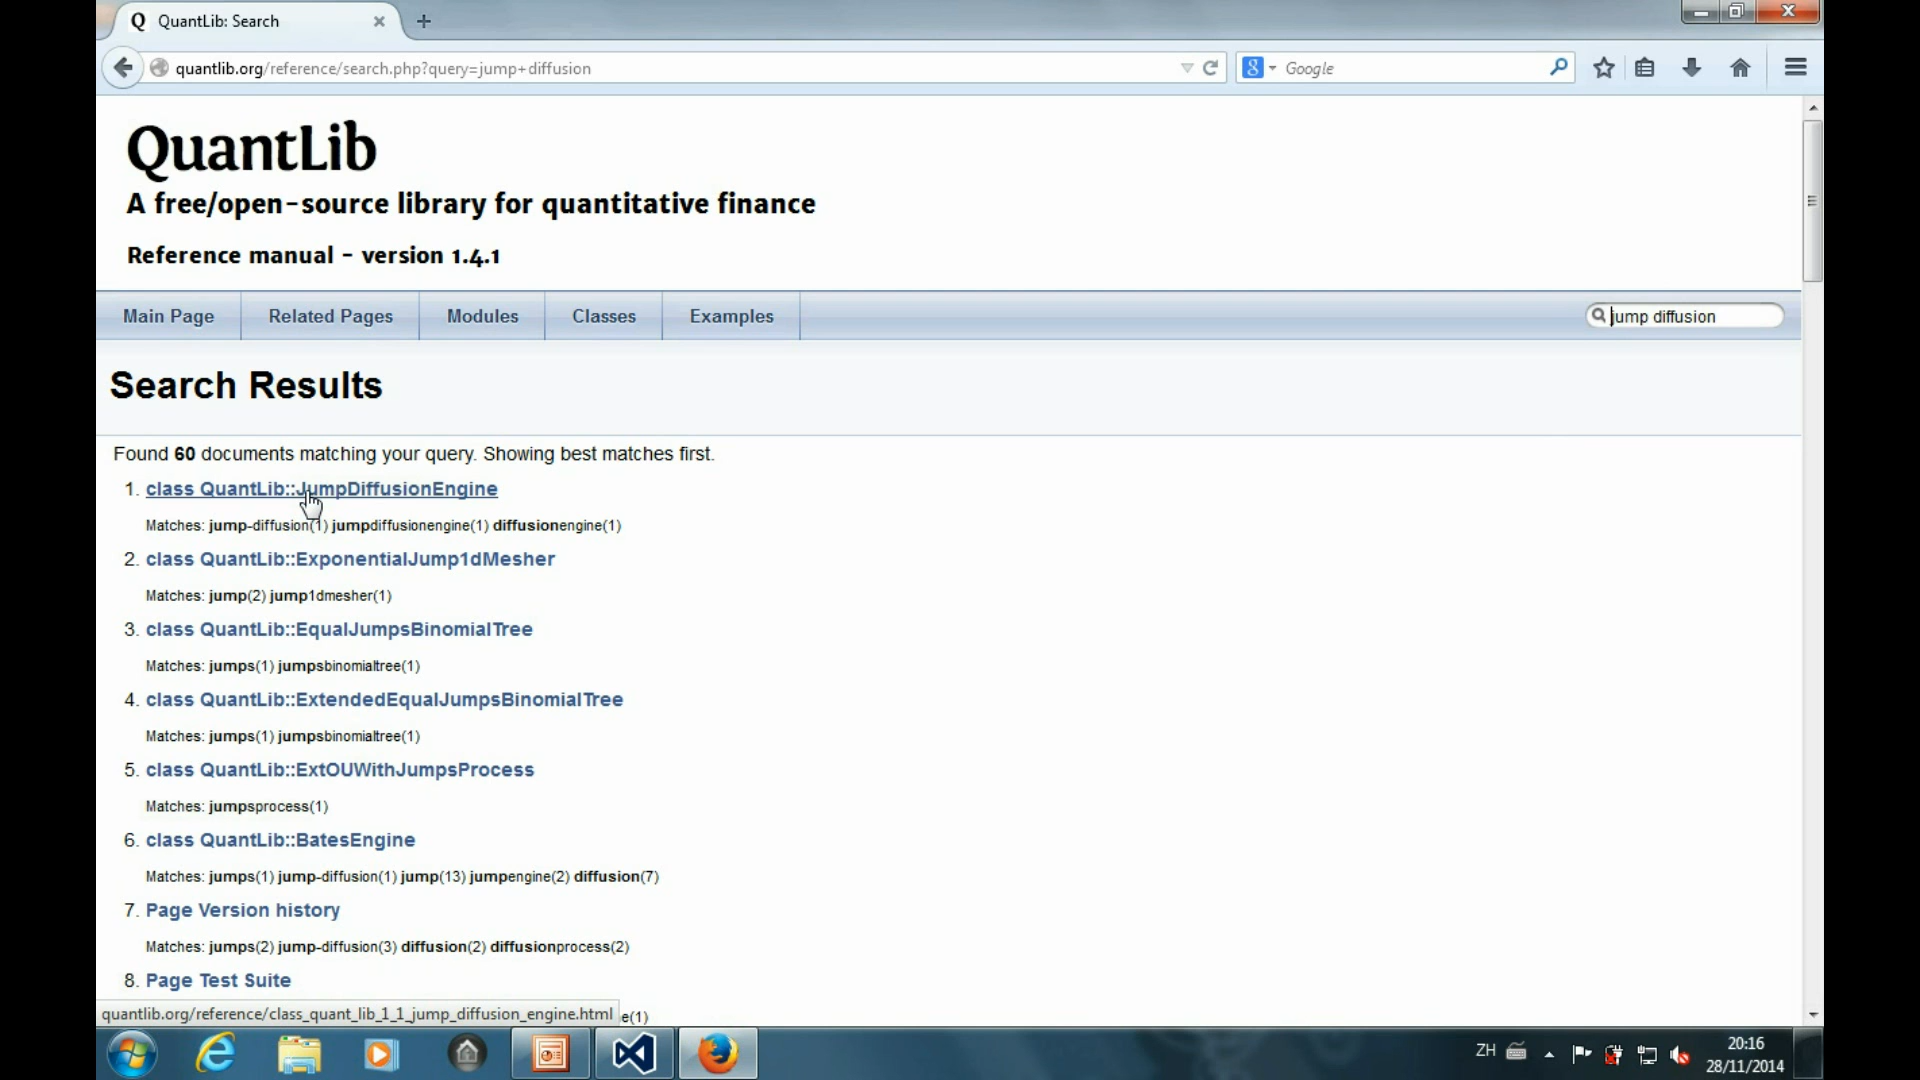 QuantLib: Search
quantlib.org/reference/search.php?query=jump+diffusion
Google
QuantLib
A free/open-source library for quantitative finance
Reference manual - version 1.4.1
Main Page
Related Pages
Modules
Classes
Examples
jump diffusion
Search Results
Found 60 documents matching your query. Showing best matches first.
1. class QuantLib::JumpDiffusionEngine
Matches: jump-diffusion(1) jumpdiffusionengine(1) diffusionengine(1)
2. class QuantLib::ExponentialJump1dMesher
Matches: jump(2) jump1dmesher(1)
3. class QuantLib::EqualJumpsBinomialTree
Matches: jumps(1) jumpsbinomialtree(1)
4. class QuantLib::ExtendedEqualJumpsBinomialTree
Matches: jumps(1) jumpsbinomialtree(1)
5. class QuantLib::ExtOUWithJumpsProcess
Matches: jumpsprocess(1)
6. class QuantLib::BatesEngine
Matches: jumps(1) jump-diffusion(1) jump(13) jumpengine(2) diffusion(7)
7. Page Version history
Matches: jumps(2) jump-diffusion(3) diffusion(2) diffusionprocess(2)
8. Page Test Suite
quantlib.org/reference/class_quant_lib_1_1_jump_diffusion_engine.html
e(1)
ZH
20:16
28/11/2014